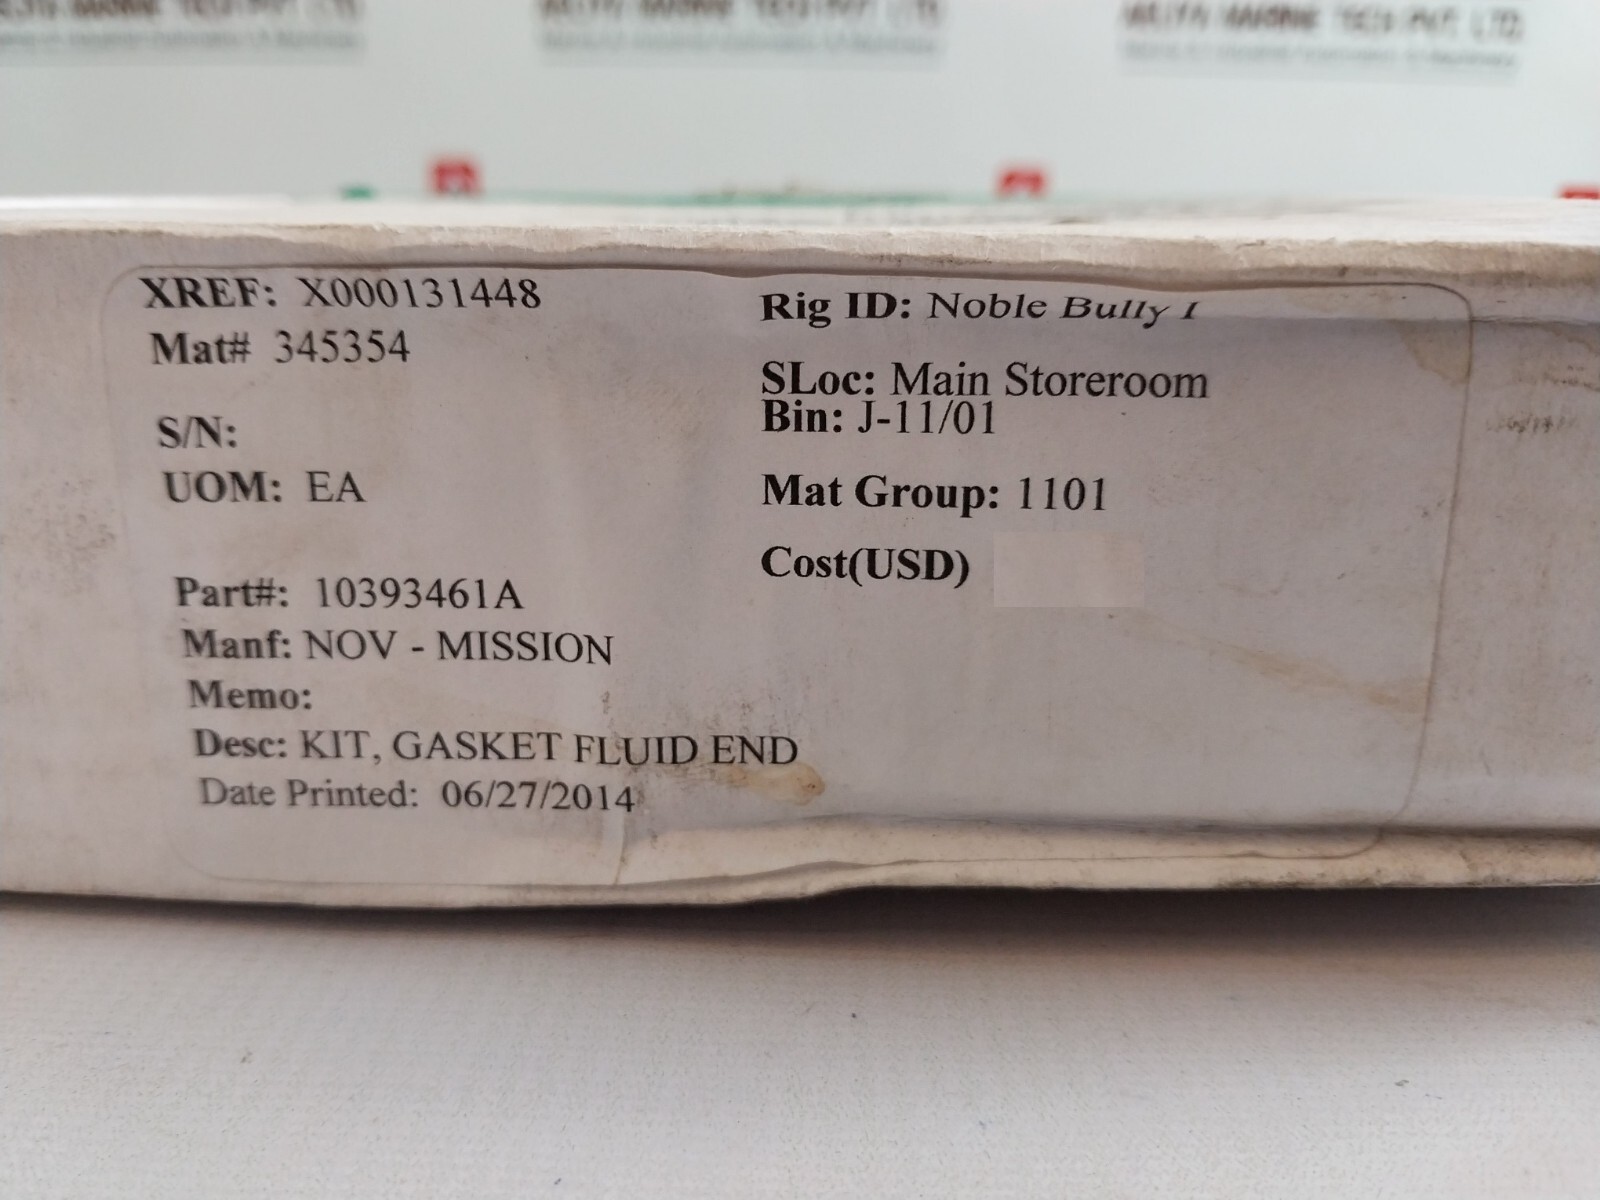 XREF: X000131448
Mat# 345354
S/N:
UOM: EA
Part#: 10393461A
Manf: NOV - MISSION
Memo:
Desc: KIT, GASKET FLUID END
Date Printed: 06/27/2014
Rig ID: Noble Bully I
SLoc: Main Storeroom
Bin: J-11/01
Mat Group: 1101
Cost(USD)